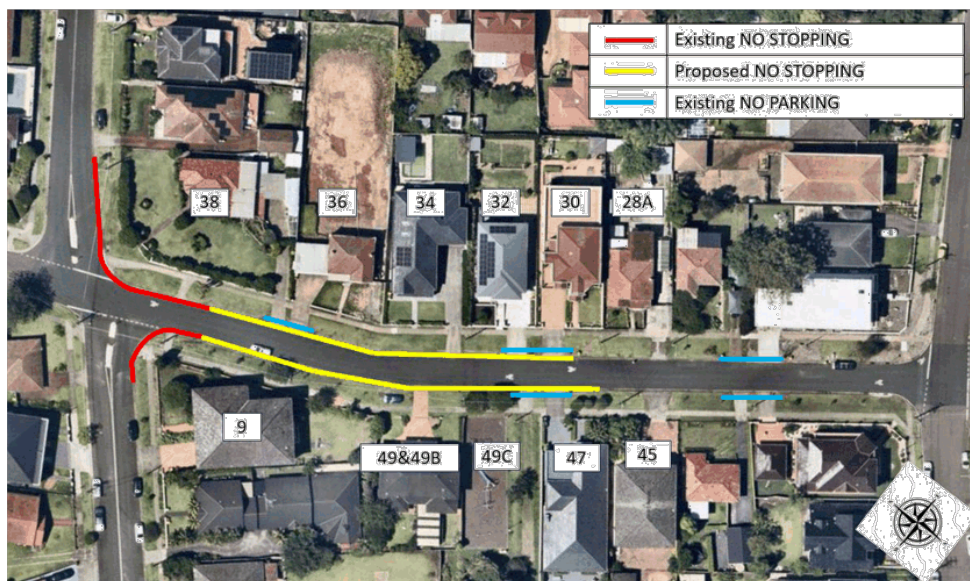 Existing NO STOPPING
Proposed NO STOPPING
Existing NO PARKING
38
36
34
32
30
28A
9
49&49B
49C
47
45